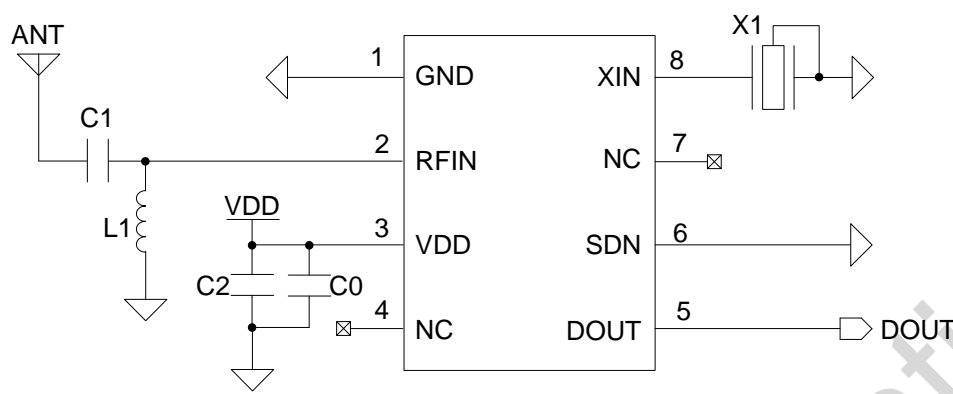 ANT
X1
1
GND
XIN
8
C1
2
RFIN
NC
7
L1
VDD
3
VDD
SDN
6
C2
C0
4
NC
DOUT
5
DOUT